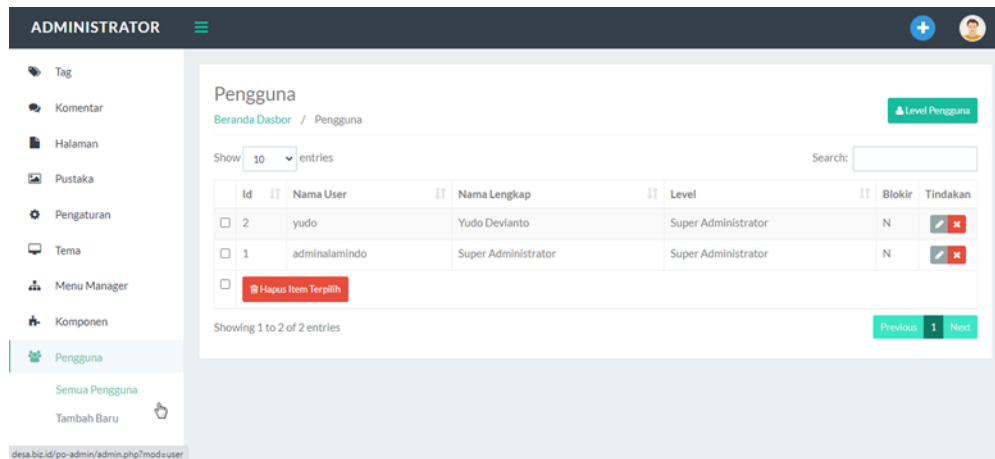 ADMINISTRATOR
Tag
Komentar
Halaman
Pustaka
Pengaturan
Tema
Menu Manager
Komponen
Pengguna
Semua Pengguna
Tambah Baru
desa.biz.id/po-admin/admin.php?mod=user
Pengguna
Beranda Dasbor / Pengguna
Level Pengguna
Show 10 entries
Search:
Id Nama User Nama Lengkap Level Blokir Tindakan
2 yudo Yudo Devianto Super Administrator N
1 adminalamindo Super Administrator Super Administrator N
Hapus Item Terpilih
Showing 1 to 2 of 2 entries
Previous 1 Next